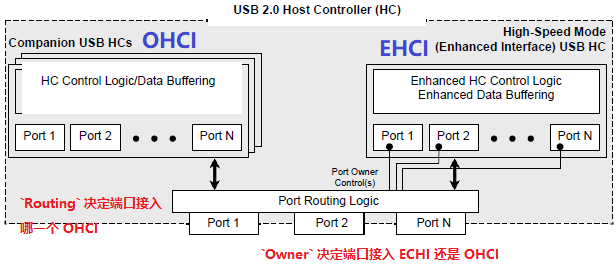 USB 2.0 Host Controller (HC)
Companion USB HCs
OHCI
EHCI
High-Speed Mode
(Enhanced Interface) USB HC
HC Control Logic/Data Buffering
Enhanced HC Control Logic
Enhanced Data Buffering
Port 1
Port 2
Port N
Port 1
Port 2
Port N
Port Owner
Control(s)
Port Routing Logic
`Routing` 决定端口接入
哪一个 OHCI
Port 1
Port 2
Port N
`Owner` 决定端口接入 ECHI 还是 OHCI